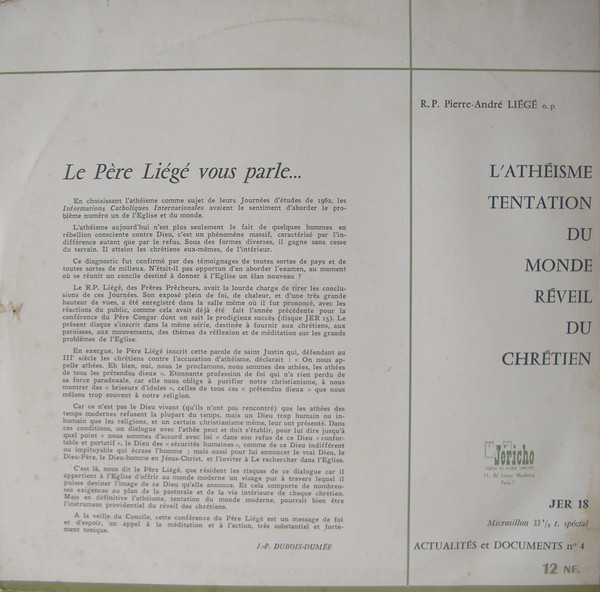 Le Père Liégé vous parle...
En choisissant l'athéisme comme sujet de leurs Journées d'études de 1962, les
Informations Catholiques Internationales avaient le sentiment d'aborder le pro-
blème numéro un de l'Eglise et du monde.
L'athéisme aujourd'hui n'est plus seulement le fait de quelques hommes en
rébellion consciente contre Dieu, c'est un phénomène massif, caractérisé par l'in-
différence autant que par le refus. Sous des formes diverses, il gagne sans cesse
du terrain. Il atteint les chrétiens eux-mêmes, de l'intérieur.
Ce diagnostic fut confirmé par des témoignages de toutes sortes de pays et de
toutes sortes de milieux. N'était-il pas opportun d'en aborder l'examen, au moment
où se réunit un concile destiné à donner à l'Eglise un élan nouveau ?
Le R.P. Liégé, des Frères Prêcheurs, avait la lourde charge de tirer les conclu-
sions de ces Journées. Son exposé plein de foi, de chaleur, et d'une très grande
hauteur de vues, a été enregistré dans la salle même où il fut prononcé, avec les
réactions du public, comme cela avait déjà été fait l'année précédente pour la
conférence du Père Congar dont on sait le prodigieux succès (disque JER 15). Le
présent disque s'inscrit dans la même série, destinée à fournir aux chrétiens, aux
paroisses, aux mouvements, des thèmes de réflexion et de méditation sur les grands
problèmes de l'Eglise.
En exergue, le Père Liégé inscrit cette parole de saint Justin qui, défendant au
IIIe siècle les chrétiens contre l'accusation d'athéisme, déclarait : « On nous ap-
pelle athées. Eh bien, oui, nous le proclamons, nous sommes des athées, les athées
de tous les prétendus dieux ». Etonnante profession de foi qui n'a rien perdu de
sa force paradoxale, car elle nous oblige à purifier notre christianisme, à nous
montrer des « briseurs d'idoles », celles de tous ces « prétendus dieux » que nous
mêlons trop souvent à notre religion.
Car ce n'est pas le Dieu vivant (qu'ils n'ont pas rencontré) que les athées des
temps modernes refusent la plupart du temps, mais un Dieu trop humain ou in-
humain que les religions, et un certain christianisme même, leur ont présenté. Dans
ces conditions, un dialogue avec l'athée peut et doit s'établir, pour lui dire jusqu'à
quel point « nous sommes d'accord avec lui » dans son refus de ce Dieu « confor-
table et portatif », le Dieu des « sécurités humaines », comme de ce Dieu indifférent
ou impitoyable qui écrase l'homme ; mais aussi pour lui annoncer le vrai Dieu, le
Dieu-Père, le Dieu-homme en Jésus-Christ, et l'inviter à Le rechercher dans l'Eglise.
C'est là, nous dit le Père Liégé, que résident les risques de ce dialogue car il
appartient à l'Eglise d'offrir au monde moderne un visage pur à travers lequel il
puisse deviner l'image de ce Dieu qu'elle annonce. Et cela comporte de nombreu-
ses exigences au plan de la pastorale et de la vie intérieure de chaque chrétien.
Mais en définitive l'athéisme, tentation du monde moderne, pourrait bien être
l'instrument providentiel du réveil des chrétiens.
A la veille du Concile, cette conférence du Père Liégé est un message de foi
et d'espoir, un appel à la méditation et à l'action, très substantiel et forte-
ment tonique.
J.-P. DUBOIS-DUMÉE
R.P. Pierre-André LIÉGÉ o. p.
L'ATHÉISME
TENTATION
DU
MONDE
RÉVEIL
DU
CHRÉTIEN
Jéricho
JER 18
Microsillon 33 t/, t. spécial
ACTUALITÉS et DOCUMENTS n° 4
12 NF.